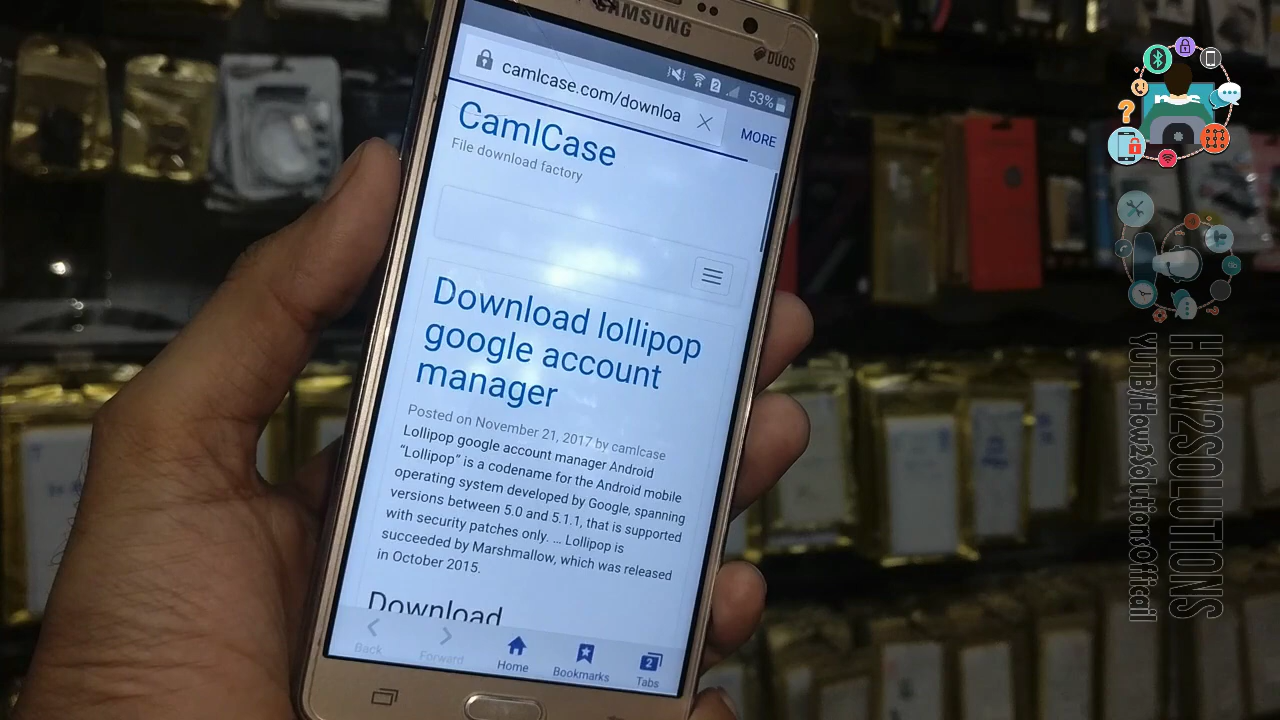 SAMSUNG
DUOS
2
53%
camlcase.com/downloa
MORE
CamlCase
File download factory
Download lollipop
google account
manager
Posted on November 21, 2017 by camlcase
Lollipop google account manager Android
“Lollipop” is a codename for the Android mobile
operating system developed by Google, spanning
versions between 5.0 and 5.1.1, that is supported
with security patches only. ... Lollipop is
succeeded by Marshmallow, which was released
in October 2015.
Download
Back
Forward
Home
Bookmarks
2
Tabs
HOW2SOLUTIONS
YUTB/How2SolutionsOfficail